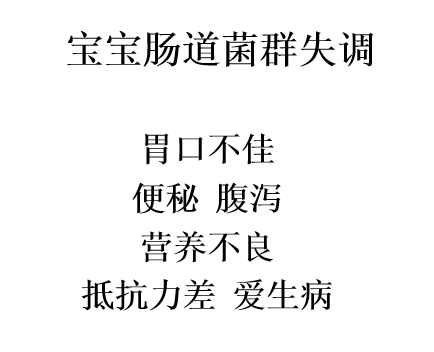 宝宝肠道菌群失调
胃口不佳
便秘 腹泻
营养不良
抵抗力差 爱生病